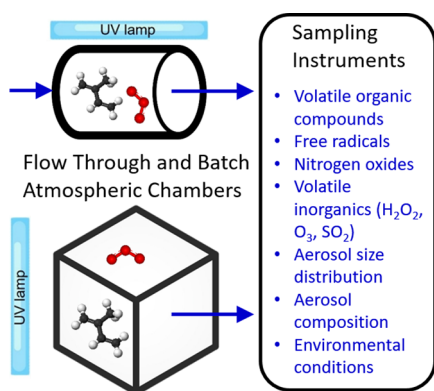 UV lamp
Flow Through and Batch
Atmospheric Chambers
UV lamp
Sampling
Instruments
• Volatile organic
compounds
• Free radicals
• Nitrogen oxides
• Volatile
inorganics (H₂O₂,
O₃, SO₂)
• Aerosol size
distribution
• Aerosol
composition
• Environmental
conditions